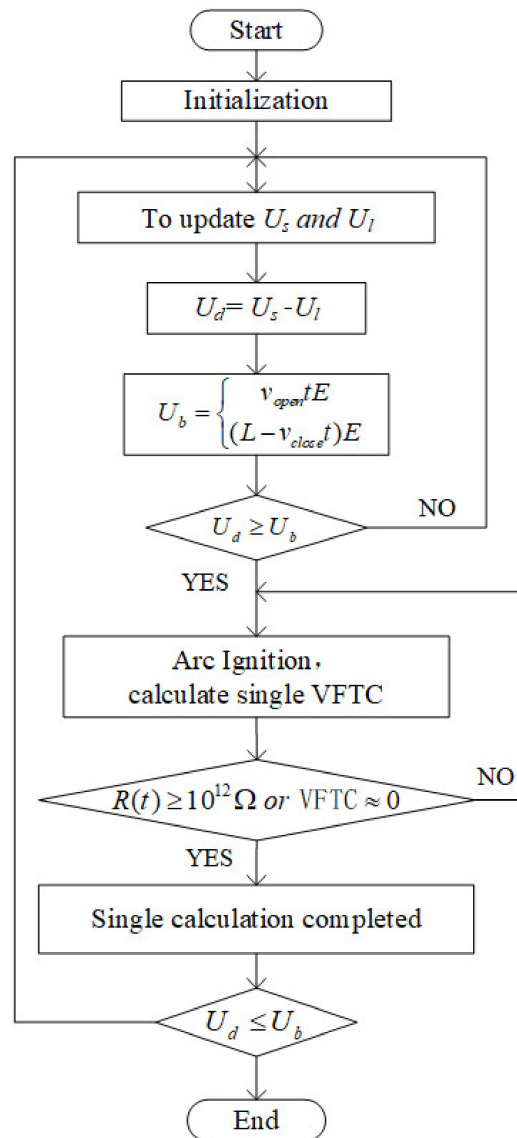 Start
Initialization
To update U_s and U_l
U_d= U_s -U_l
U_b = { v_open tE
(L−v_close t)E
U_d ≥ U_b
NO
YES
Arc Ignition,
calculate single VFTC
NO
R(t) ≥ 10^12 Ω or VFTC ≈ 0
YES
Single calculation completed
U_d ≤ U_b
End